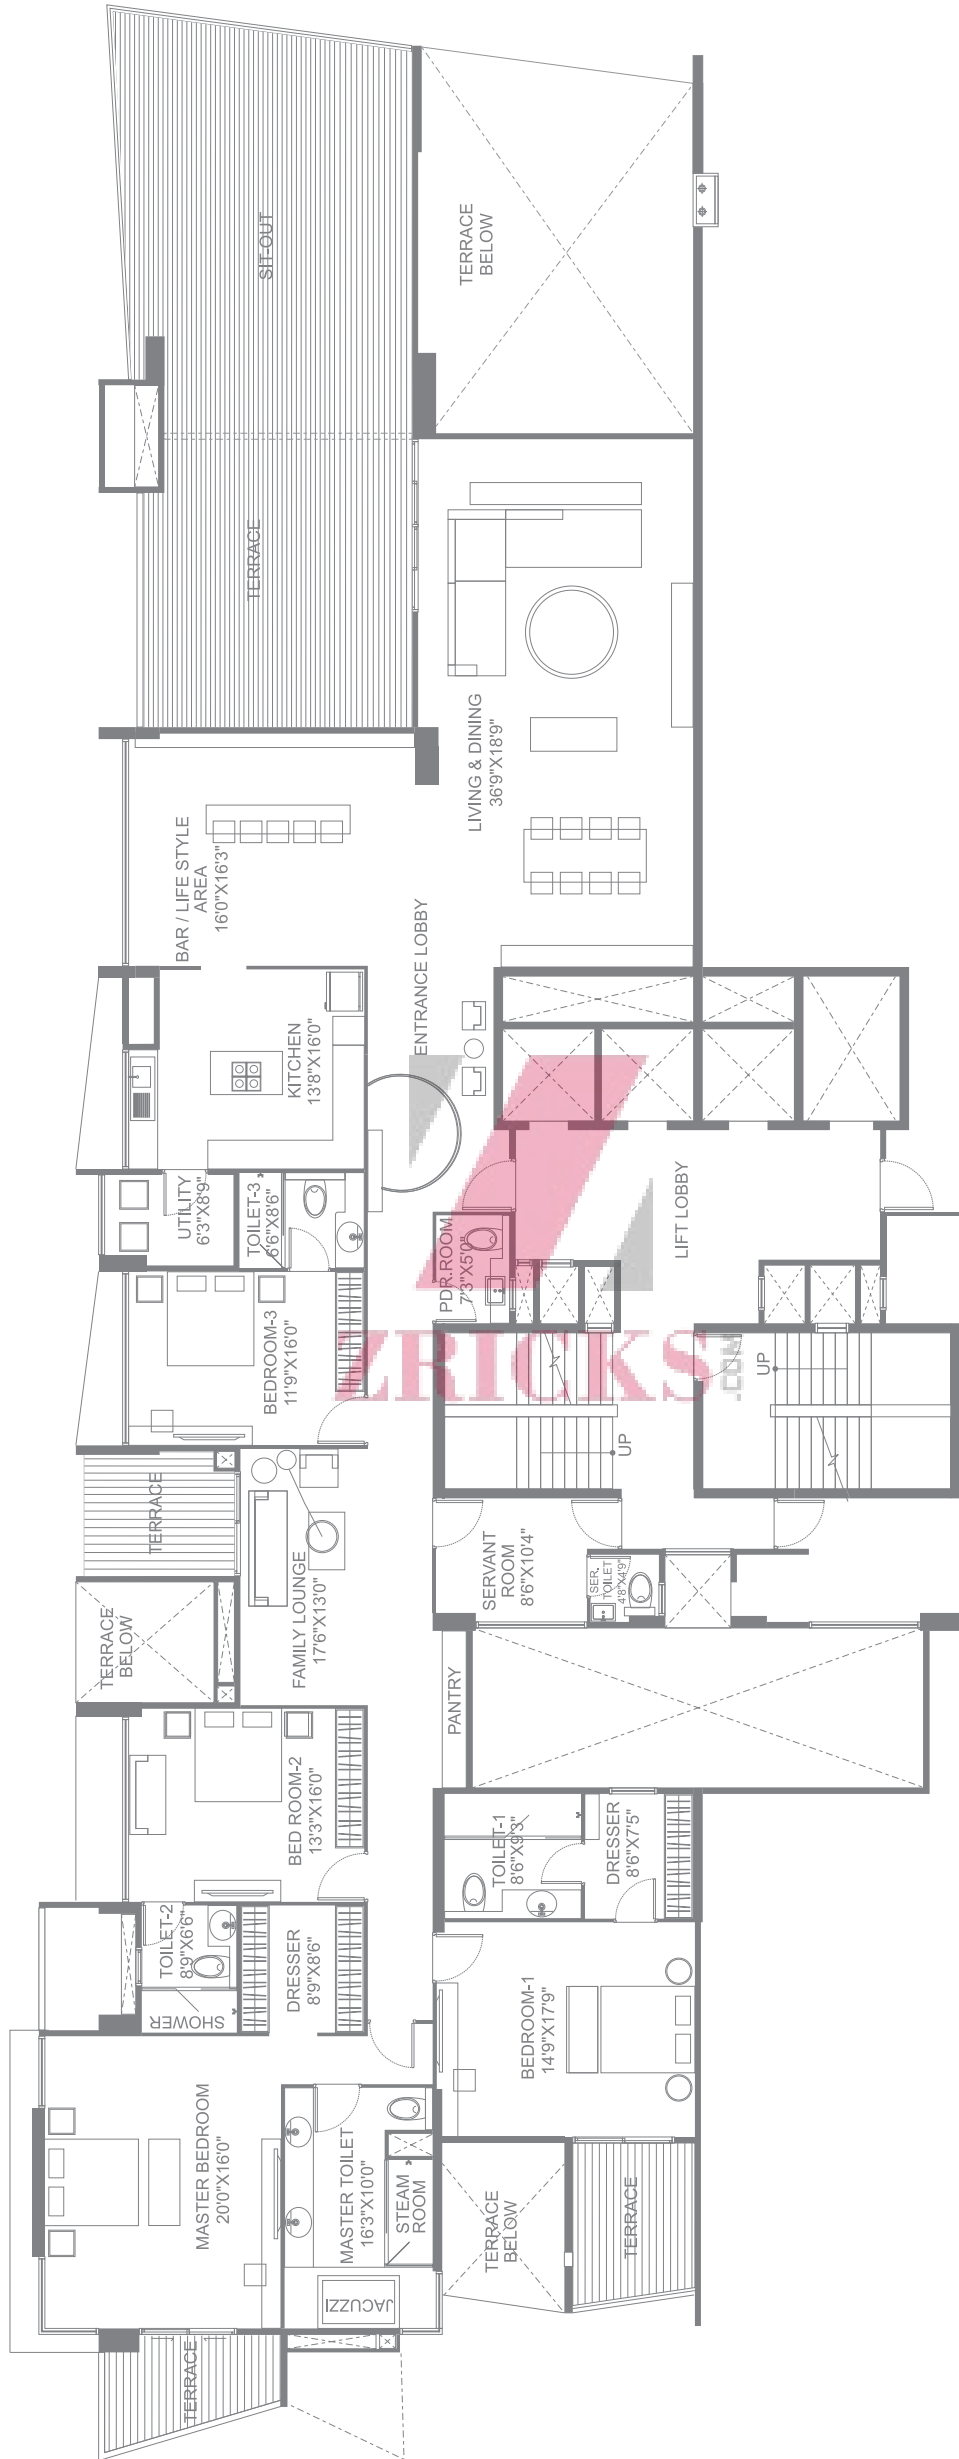 SIT-OUT
TERRACE
BELOW
TERRACE
LIVING & DINING
36'9"X18'9"
BAR / LIFE STYLE
AREA
16'0"X16'3"
ENTRANCE LOBBY
KITCHEN
13'8"X16'0"
UTILITY
6'3"X8'9"
TOILET-3
6'6"X8'6"
PDR.ROOM
7'3"X5'0"
LIFT LOBBY
BEDROOM-3
11'9"X16'0"
ZRICKS
.COM
UP
UP
TERRACE
FAMILY LOUNGE
17'6"X13'0"
SERVANT
ROOM
8'6"X10'4"
SER.
TOILET
4'8"X4'9"
TERRACE
BELOW
PANTRY
BED ROOM-2
13'3"X16'0"
TOILET-1
8'6"X9'3"
DRESSER
8'6"X7'5"
TOILET-2
8'9"X6'6"
SHOWER
DRESSER
8'9"X8'6"
BEDROOM-1
14'9"X17'9"
MASTER BEDROOM
20'0"X16'0"
MASTER TOILET
16'3"X10'0"
STEAM
ROOM
JACUZZI
TERRACE
BELOW
TERRACE
TERRACE